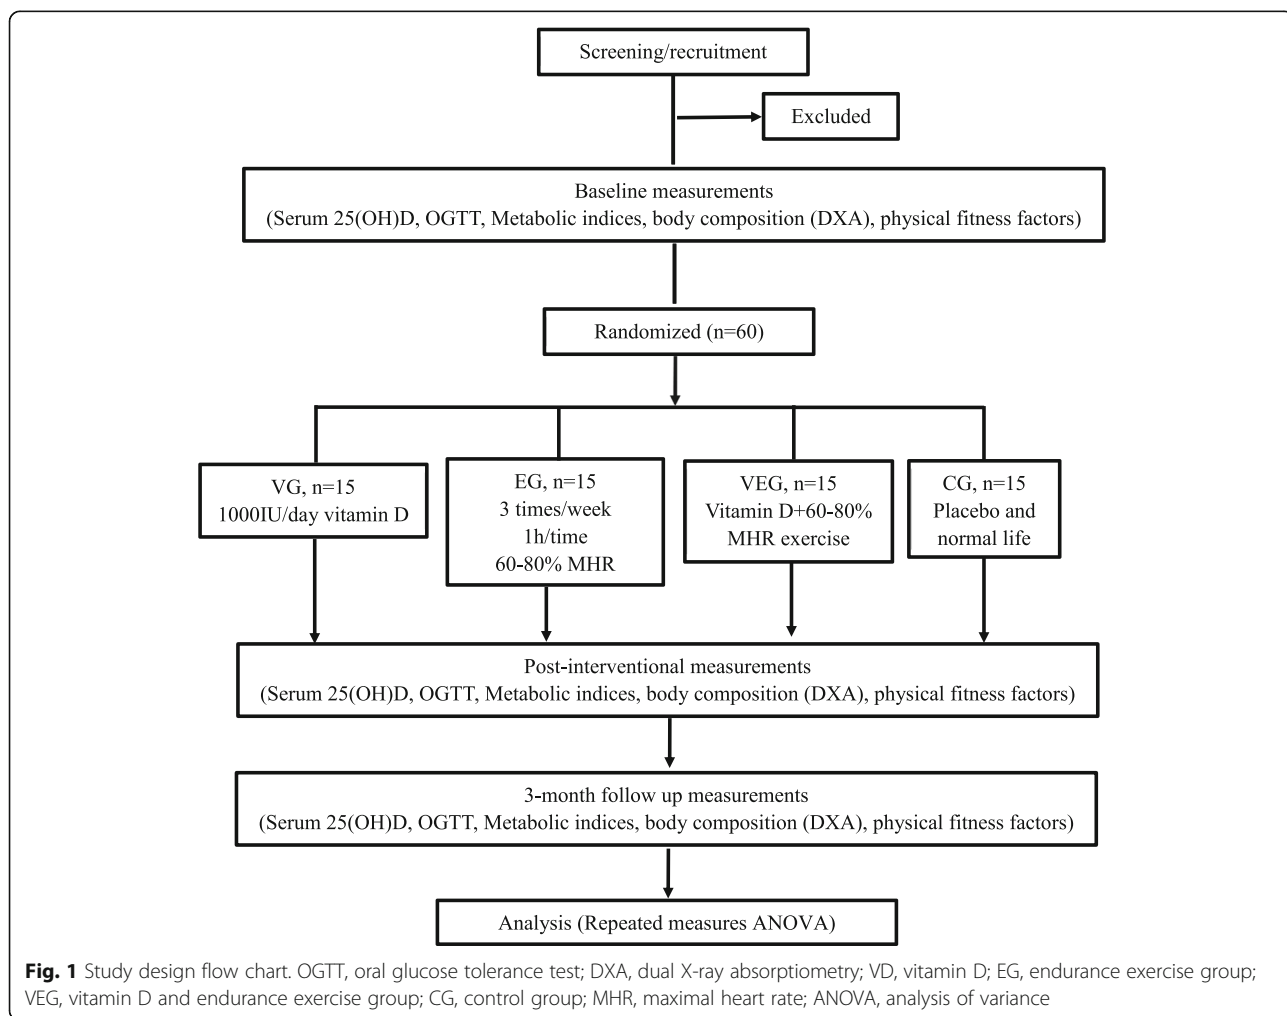 Screening/recruitment
Excluded
Baseline measurements
(Serum 25(OH)D, OGTT, Metabolic indices, body composition (DXA), physical fitness factors)
Randomized (n=60)
VG, n=15
1000IU/day vitamin D
EG, n=15
3 times/week
1h/time
60-80% MHR
VEG, n=15
Vitamin D+60-80%
MHR exercise
CG, n=15
Placebo and
normal life
Post-interventional measurements
(Serum 25(OH)D, OGTT, Metabolic indices, body composition (DXA), physical fitness factors)
3-month follow up measurements
(Serum 25(OH)D, OGTT, Metabolic indices, body composition (DXA), physical fitness factors)
Analysis (Repeated measures ANOVA)
Fig. 1 Study design flow chart. OGTT, oral glucose tolerance test; DXA, dual X-ray absorptiometry; VD, vitamin D; EG, endurance exercise group;
VEG, vitamin D and endurance exercise group; CG, control group; MHR, maximal heart rate; ANOVA, analysis of variance